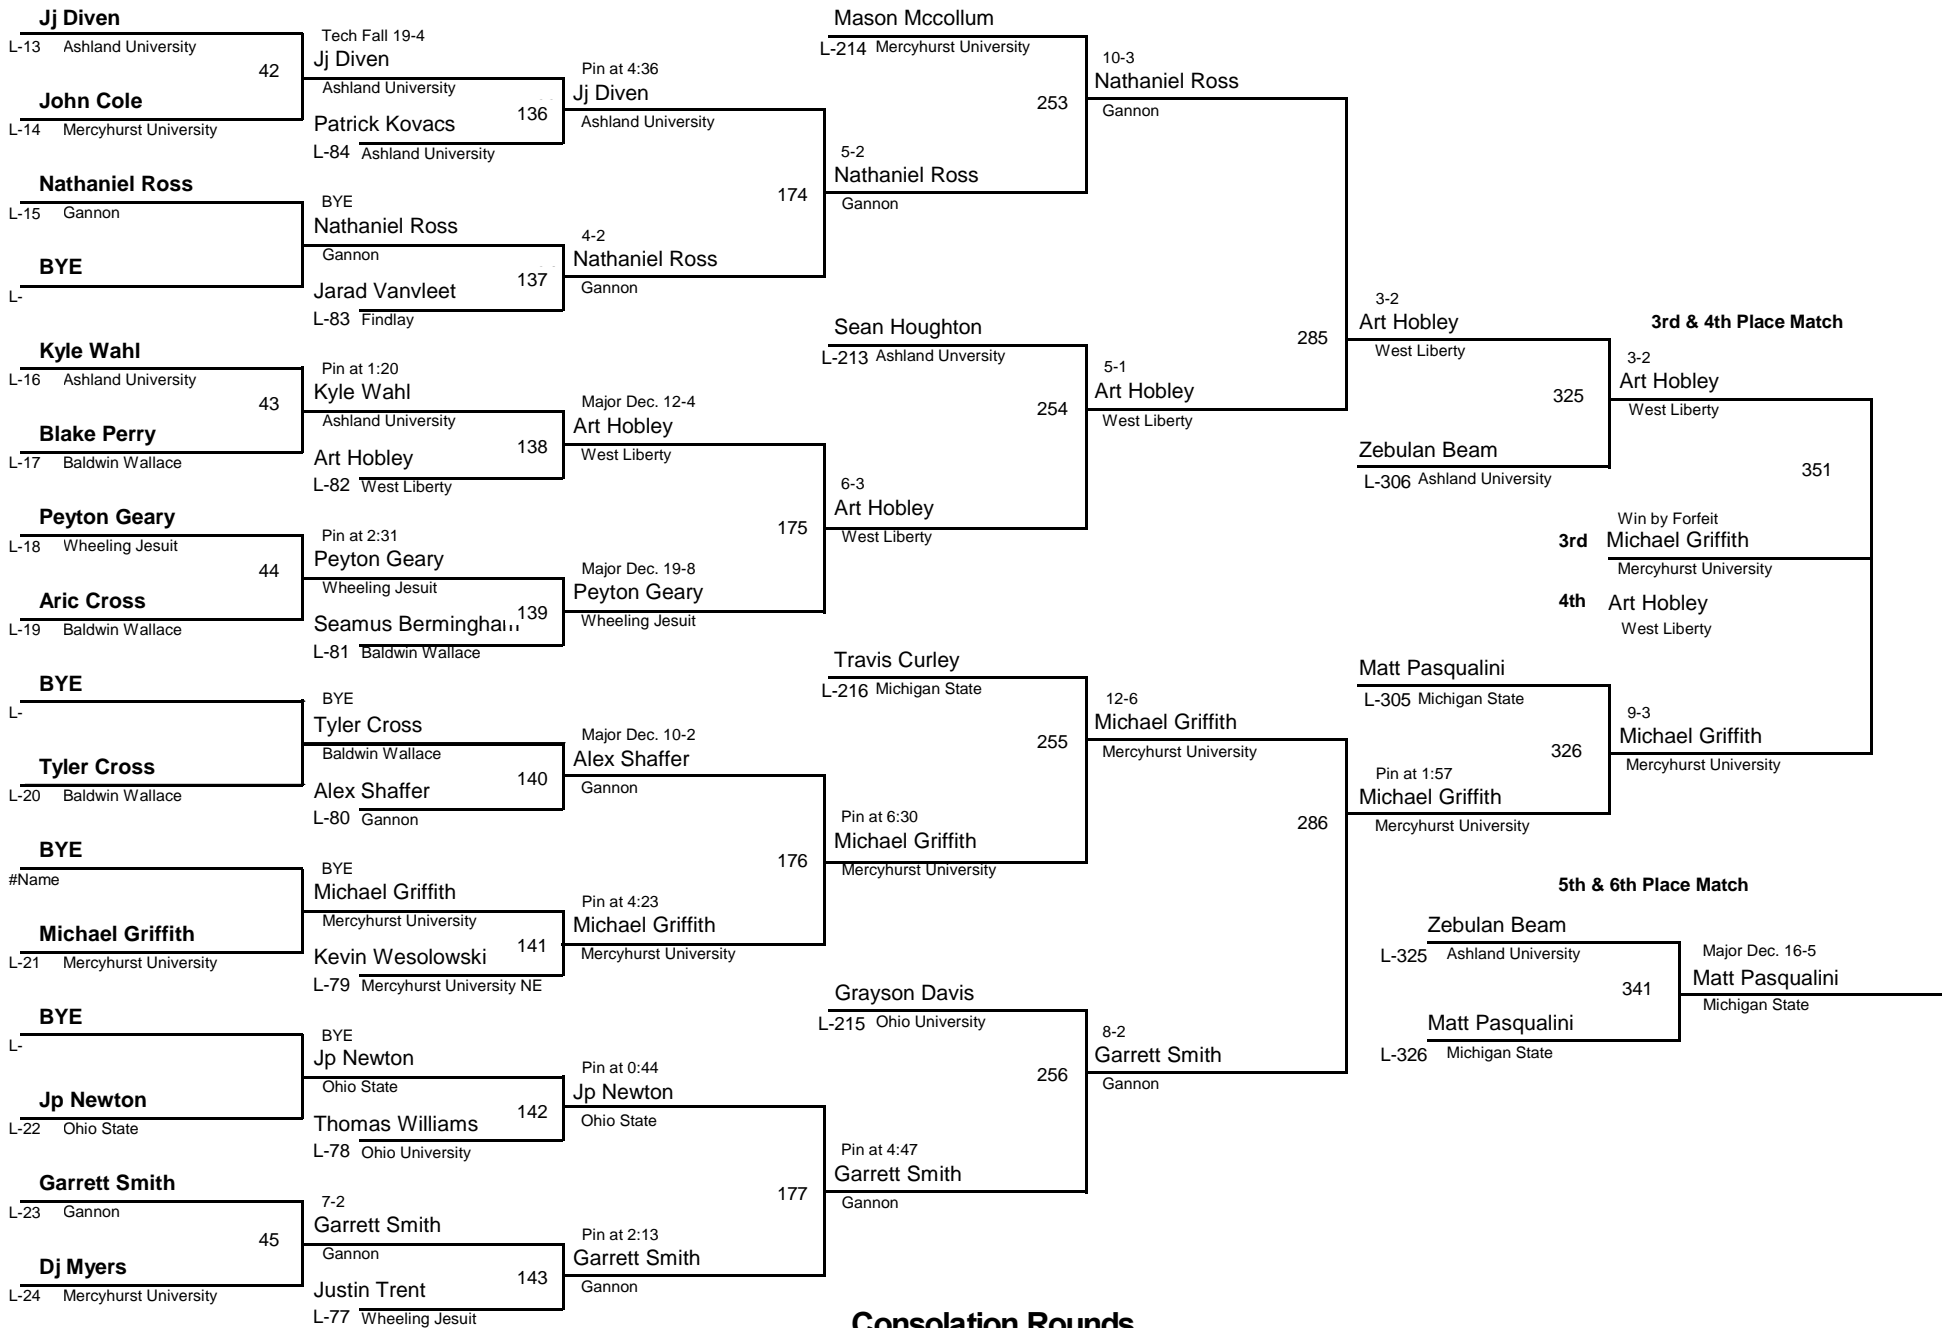 Jj Diven
L-13 Ashland University
42
John Cole
L-14 Mercyhurst University
Nathaniel Ross
L-15 Gannon
BYE
L-
Kyle Wahl
L-16 Ashland University
43
Blake Perry
L-17 Baldwin Wallace
Peyton Geary
L-18 Wheeling Jesuit
44
Aric Cross
L-19 Baldwin Wallace
BYE
L-
Tyler Cross
L-20 Baldwin Wallace
BYE
#Name
Michael Griffith
L-21 Mercyhurst University
BYE
L-
Jp Newton
L-22 Ohio State
Garrett Smith
L-23 Gannon
45
Dj Myers
L-24 Mercyhurst University
Tech Fall 19-4
Jj Diven
Ashland University
136
Patrick Kovacs
L-84 Ashland University
BYE
Nathaniel Ross
Gannon
137
Jarad Vanvleet
L-83 Findlay
Pin at 1:20
Kyle Wahl
Ashland University
138
Art Hobley
L-82 West Liberty
Pin at 2:31
Peyton Geary
Wheeling Jesuit
139
Seamus Bermingham
L-81 Baldwin Wallace
BYE
Tyler Cross
Baldwin Wallace
140
Alex Shaffer
L-80 Gannon
BYE
Michael Griffith
Mercyhurst University
141
Kevin Wesolowski
L-79 Mercyhurst University NE
BYE
Jp Newton
Ohio State
142
Thomas Williams
L-78 Ohio University
7-2
Garrett Smith
Gannon
143
Justin Trent
L-77 Wheeling Jesuit
Pin at 4:36
Jj Diven
Ashland University
174
4-2
Nathaniel Ross
Gannon
Major Dec. 12-4
Art Hobley
West Liberty
175
Major Dec. 19-8
Peyton Geary
Wheeling Jesuit
Major Dec. 10-2
Alex Shaffer
Gannon
176
Pin at 4:23
Michael Griffith
Mercyhurst University
Pin at 0:44
Jp Newton
Ohio State
177
Pin at 2:13
Garrett Smith
Gannon
Mason Mccollum
L-214 Mercyhurst University
253
5-2
Nathaniel Ross
Gannon
Sean Houghton
L-213 Ashland Unversity
254
6-3
Art Hobley
West Liberty
Travis Curley
L-216 Michigan State
255
Pin at 6:30
Michael Griffith
Mercyhurst University
Grayson Davis
L-215 Ohio University
256
Pin at 4:47
Garrett Smith
Gannon
10-3
Nathaniel Ross
Gannon
285
5-1
Art Hobley
West Liberty
12-6
Michael Griffith
Mercyhurst University
286
8-2
Garrett Smith
Gannon
3-2
Art Hobley
West Liberty
325
Zebulan Beam
L-306 Ashland University
Matt Pasqualini
L-305 Michigan State
326
Pin at 1:57
Michael Griffith
Mercyhurst University
3rd & 4th Place Match
3-2
Art Hobley
West Liberty
351
Win by Forfeit
3rd Michael Griffith
Mercyhurst University
4th Art Hobley
West Liberty
9-3
Michael Griffith
Mercyhurst University
5th & 6th Place Match
Zebulan Beam
L-325 Ashland University
341
Matt Pasqualini
L-326 Michigan State
Major Dec. 16-5
Matt Pasqualini
Michigan State
Consolation Rounds